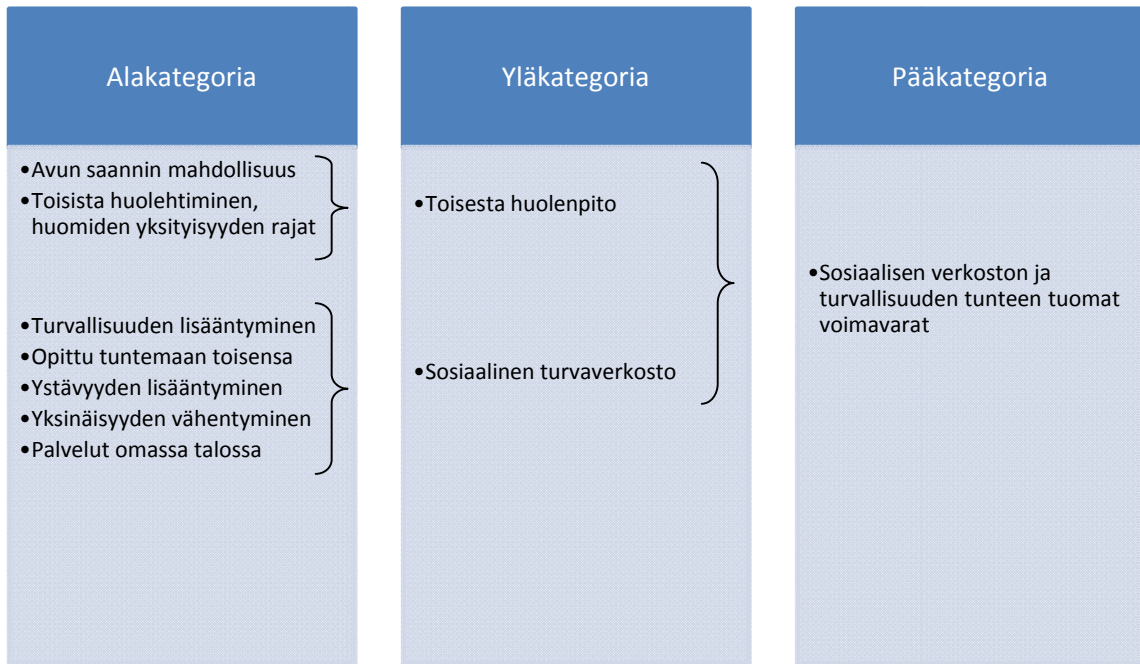 Alakategoria
•Avun saannin mahdollisuus
•Toisista huolehtiminen,
huomiden yksityisyyden rajat
•Turvallisuuden lisääntyminen
•Opittu tuntemaan toisensa
•Ystävyyden lisääntyminen
•Yksinäisyyden vähentyminen
•Palvelut omassa talossa
Yläkategoria
•Toisesta huolenpito
•Sosiaalinen turvaverkosto
Pääkategoria
•Sosiaalisen verkoston ja
turvallisuuden tunteen tuomat
voimavarat